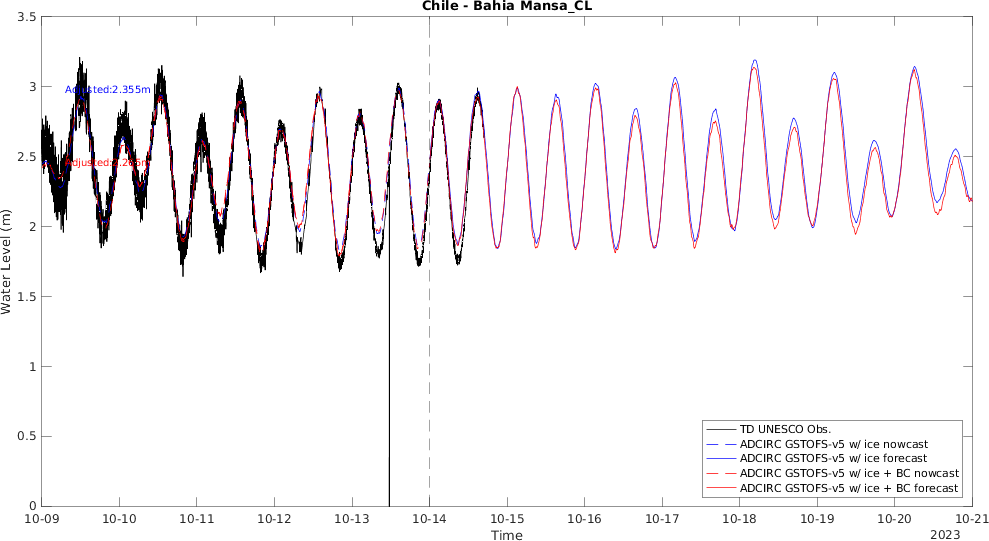 Chile - Bahia Mansa_CL
3.5
3
2.5
2
1.5
1
0.5
0
Water Level (m)
Adjusted:2.355m
10-09
10-10
10-11
10-12
10-13
10-14
10-15
10-16
10-17
10-18
10-19
10-20
10-21
Time
2023
TD UNESCO Obs.
ADCIRC GSTOFS-v5 w/ ice nowcast
ADCIRC GSTOFS-v5 w/ ice forecast
ADCIRC GSTOFS-v5 w/ ice + BC nowcast
ADCIRC GSTOFS-v5 w/ ice + BC forecast